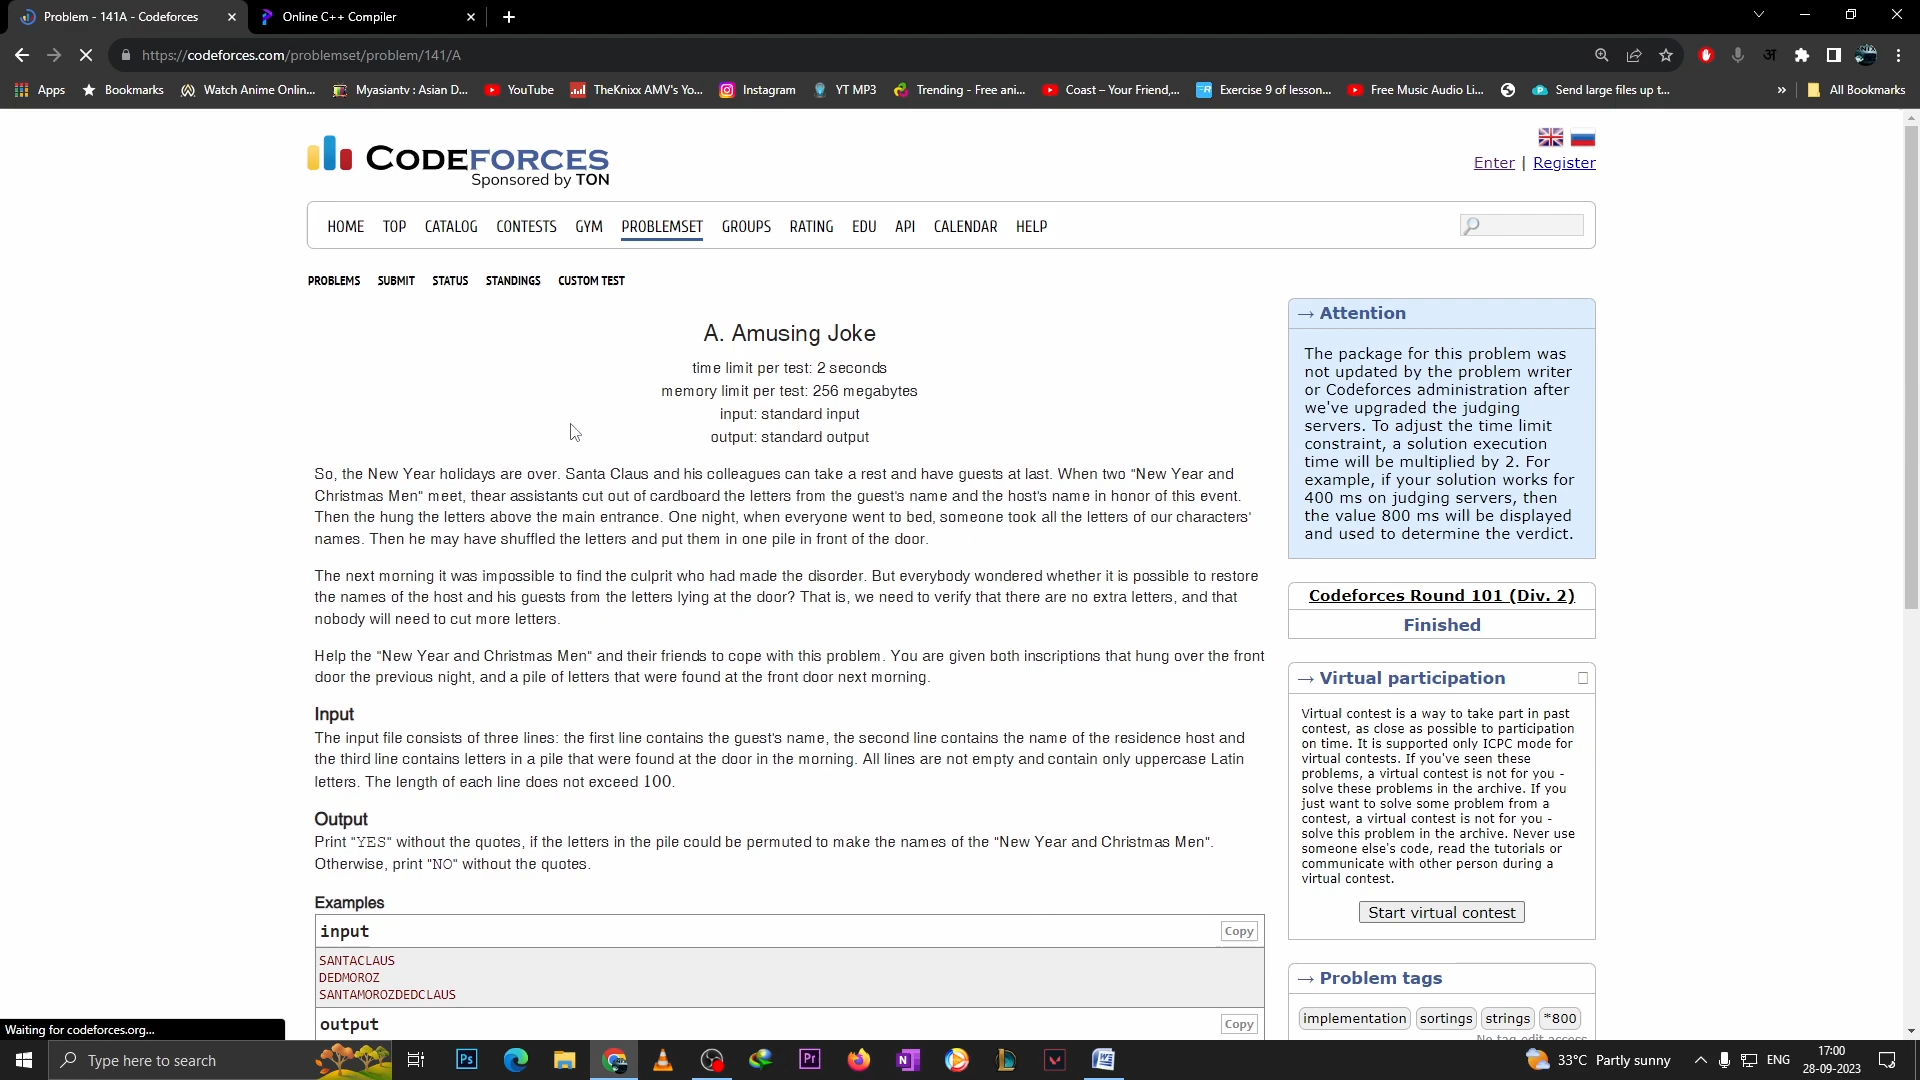 Problem - 141A - Codeforces
Online C++ Compiler
https://codeforces.com/problemset/problem/141/A
Apps
Bookmarks
Watch Anime Onlin...
Myasiantv : Asian D...
YouTube
TheKnixx AMV's Yo...
Instagram
YT MP3
Trending - Free ani...
Coast – Your Friend,...
Exercise 9 of lesson...
Free Music Audio Li...
Send large files up t...
»
All Bookmarks
CODEFORCES
Sponsored by TON
Enter | Register
HOME TOP CATALOG CONTESTS GYM PROBLEMSET GROUPS RATING EDU API CALENDAR HELP
PROBLEMS SUBMIT STATUS STANDINGS CUSTOM TEST
A. Amusing Joke
time limit per test: 2 seconds
memory limit per test: 256 megabytes
input: standard input
output: standard output
So, the New Year holidays are over. Santa Claus and his colleagues can take a rest and have guests at last. When two "New Year and
Christmas Men" meet, thear assistants cut out of cardboard the letters from the guest's name and the host's name in honor of this event.
Then the hung the letters above the main entrance. One night, when everyone went to bed, someone took all the letters of our characters'
names. Then he may have shuffled the letters and put them in one pile in front of the door.
The next morning it was impossible to find the culprit who had made the disorder. But everybody wondered whether it is possible to restore
the names of the host and his guests from the letters lying at the door? That is, we need to verify that there are no extra letters, and that
nobody will need to cut more letters.
Help the "New Year and Christmas Men" and their friends to cope with this problem. You are given both inscriptions that hung over the front
door the previous night, and a pile of letters that were found at the front door next morning.
Input
The input file consists of three lines: the first line contains the guest's name, the second line contains the name of the residence host and
the third line contains letters in a pile that were found at the door in the morning. All lines are not empty and contain only uppercase Latin
letters. The length of each line does not exceed 100.
Output
Print "YES" without the quotes, if the letters in the pile could be permuted to make the names of the "New Year and Christmas Men".
Otherwise, print "NO" without the quotes.
Examples
input
Copy
SANTACLAUS
DEDMOROZ
SANTAMOROZDEDCLAUS
output
Copy
→ Attention
The package for this problem was
not updated by the problem writer
or Codeforces administration after
we've upgraded the judging
servers. To adjust the time limit
constraint, a solution execution
time will be multiplied by 2. For
example, if your solution works for
400 ms on judging servers, then
the value 800 ms will be displayed
and used to determine the verdict.
Codeforces Round 101 (Div. 2)
Finished
→ Virtual participation
Virtual contest is a way to take part in past
contest, as close as possible to participation
on time. It is supported only ICPC mode for
virtual contests. If you've seen these
problems, a virtual contest is not for you -
solve these problems in the archive. If you
just want to solve some problem from a
contest, a virtual contest is not for you -
solve this problem in the archive. Never use
someone else's code, read the tutorials or
communicate with other person during a
virtual contest.
Start virtual contest
→ Problem tags
implementation sortings strings *800
No tag edit access
Waiting for codeforces.org...
Type here to search
33°C Partly sunny
ENG
17:00
28-09-2023